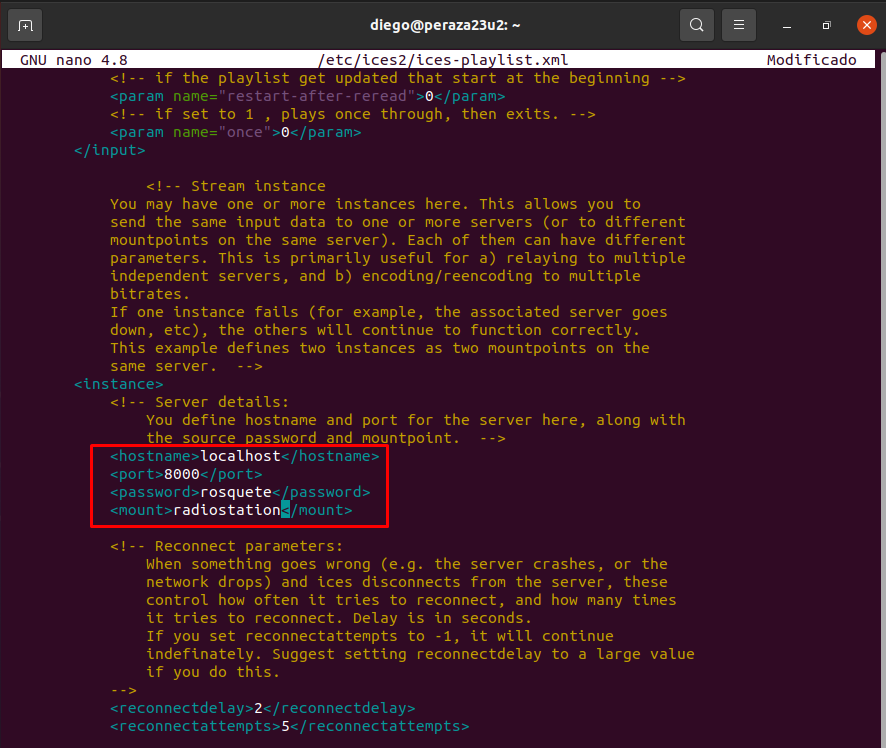 diego@peraza23u2: ~
GNU nano 4.8 /etc/ices2/ices-playlist.xml Modificado
<!-- if the playlist get updated that start at the beginning -->
<param name="restart-after-reread">0</param>
<!-- if set to 1 , plays once through, then exits. -->
<param name="once">0</param>
</input>
<!-- Stream instance
You may have one or more instances here. This allows you to
send the same input data to one or more servers (or to different
mountpoints on the same server). Each of them can have different
parameters. This is primarily useful for a) relaying to multiple
independent servers, and b) encoding/reencoding to multiple
bitrates.
If one instance fails (for example, the associated server goes
down, etc), the others will continue to function correctly.
This example defines two instances as two mountpoints on the
same server.  -->
<instance>
<!-- Server details:
You define hostname and port for the server here, along with
the source password and mountpoint.  -->
<hostname>localhost</hostname>
<port>8000</port>
<password>rosquete</password>
<mount>radiostation</mount>
<!-- Reconnect parameters:
When something goes wrong (e.g. the server crashes, or the
network drops) and ices disconnects from the server, these
control how often it tries to reconnect, and how many times
it tries to reconnect. Delay is in seconds.
If you set reconnectattempts to -1, it will continue
indefinately. Suggest setting reconnectdelay to a large value
if you do this.
-->
<reconnectdelay>2</reconnectdelay>
<reconnectattempts>5</reconnectattempts>